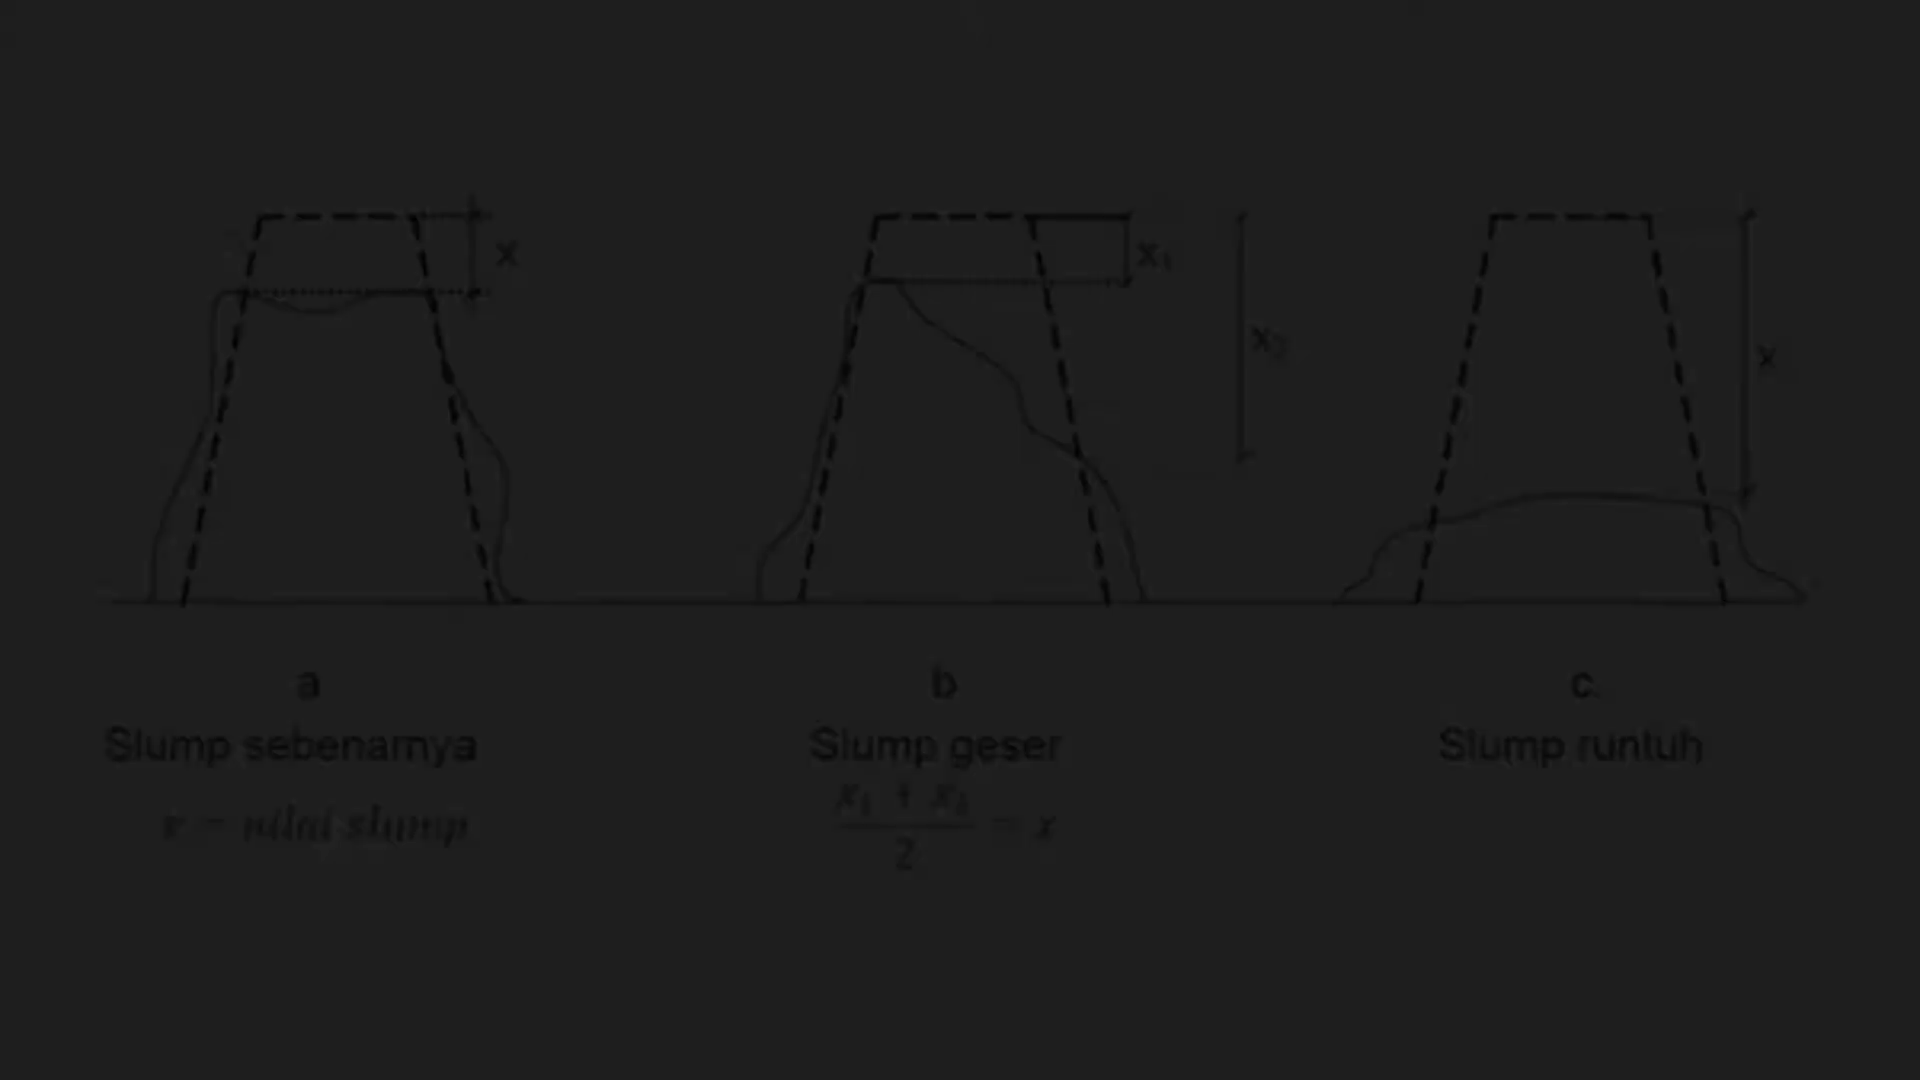 x
x₁
x₂
x
a
b
c
Slump sebenarnya
Slump geser
Slump runtuh
x = nilai slump
x₁ + x₂
2
= x